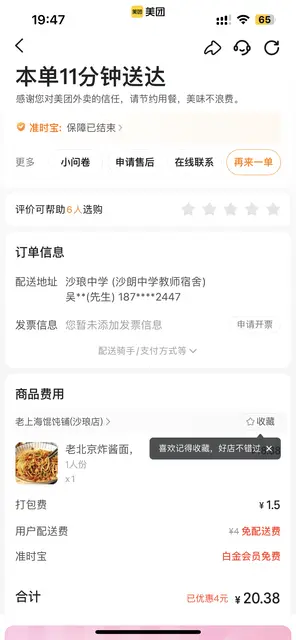 19:47
美团
65
本单11分钟送达
感谢您对美团外卖的信任，请节约用餐，美味不浪费。
准时宝: 保障已结束 >
更多 小问卷 申请售后 在线联系 再来一单
评价可帮助6人选购
订单信息
配送地址 沙琅中学 (沙朗中学教师宿舍)
吴**(先生) 187****2447
发票信息 您暂未添加发票信息 申请开票
配送骑手/支付方式等
商品费用
老上海馄饨铺(沙琅店) > 收藏
喜欢记得收藏，好店不错过 ×
老北京炸酱面，
1人份
x1
打包费 ¥1.5
用户配送费 ¥4 免配送费
准时宝 白金会员免费
合计 已优惠4元 ¥20.38